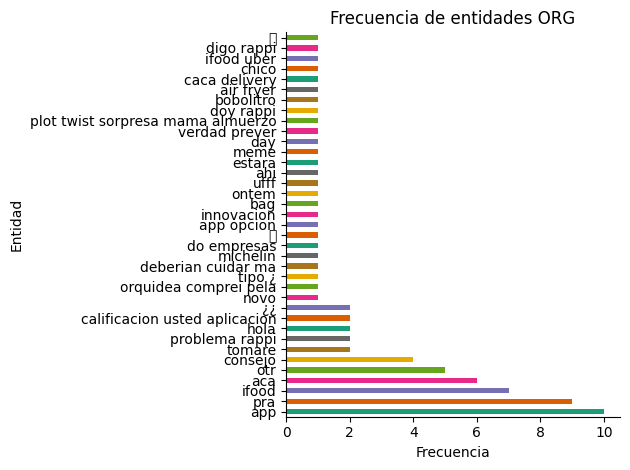 Frecuencia de entidades ORG
digo rappi
ifood uber
chico
caca delivery
air fryer
bobolitro
doy rappi
plot twist sorpresa mama almuerzo
verdad prever
day
meme
estara
ahi
ufff
ontem
bag
innovacion
app opcion
do empresas
michelin
deberian cuidar ma
tipo ¿
orquidea comprei pela
novo
¿¿
calificacion usted aplicacion
hola
problema rappi
tomare
consejo
otr
aca
ifood
pra
app
Entidad
0 2 4 6 8 10
Frecuencia